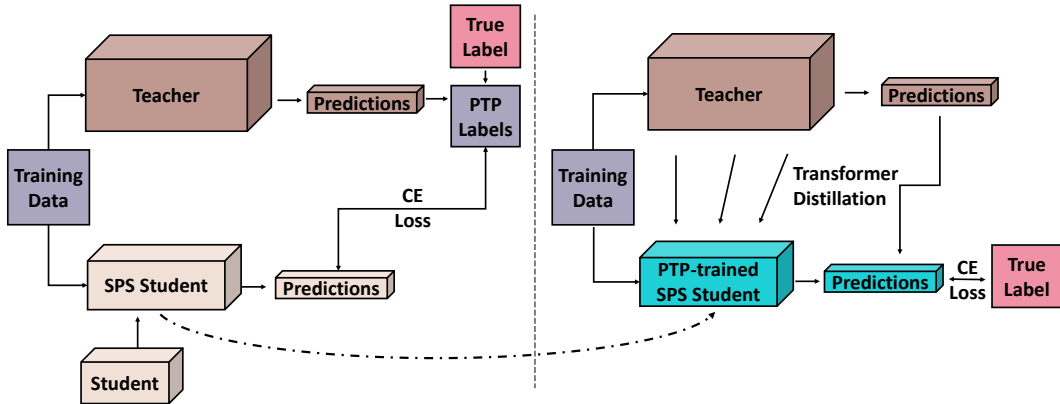 True
Label
Teacher
Predictions
PTP
Labels
Training
Data
CE
Loss
SPS Student
Predictions
Student
Teacher
Predictions
Training
Data
Transformer
Distillation
PTP-trained
SPS Student
Predictions
CE
Loss
True
Label